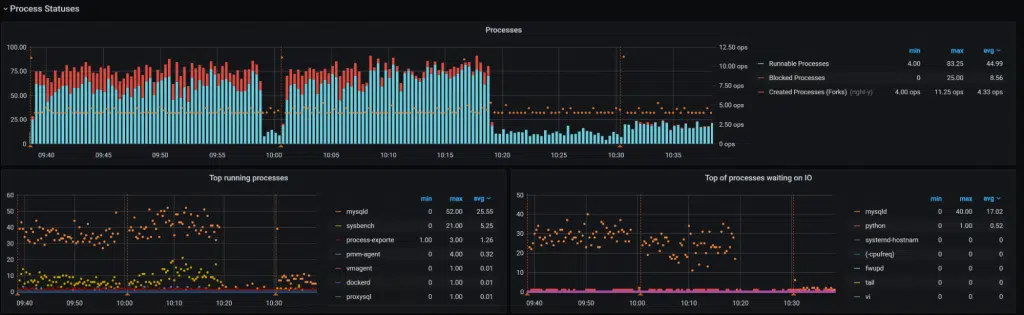 Process Statuses
Processes
100.00
75.00
50.00
25.00
0
12.50 ops
10.00 ops
7.50 ops
5.00 ops
2.50 ops
0 ops
09:40 09:45 09:50 09:55 10:00 10:05 10:10 10:15 10:20 10:25 10:30 10:35
min max avg
Runnable Processes 4.00 83.25 44.99
Blocked Processes 0 25.00 8.56
Created Processes (Forks) (right-y) 4.00 ops 11.25 ops 4.33 ops
Top running processes
60
50
40
30
20
10
0
09:40 09:50 10:00 10:10 10:20 10:30
min max avg
mysqld 0 52.00 25.55
sysbench 0 21.00 5.25
process-exporte 1.00 3.00 1.26
pmm-agent 0 4.00 0.32
vmagent 0 1.00 0.01
dockerd 0 1.00 0.01
proxysql 0 1.00 0.01
Top of processes waiting on IO
50
40
30
20
10
0
09:40 09:50 10:00 10:10 10:20 10:30
min max avg
mysqld 0 40.00 17.02
python 0 1.00 0.52
systemd-hostnam 0 0 0
(-cpufreq) 0 0 0
fwupd 0 0 0
tail 0 0 0
vi 0 0 0